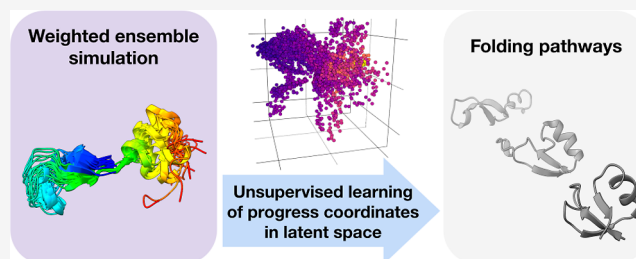 Weighted ensemble
simulation
Unsupervised learning
of progress coordinates
in latent space
Folding pathways